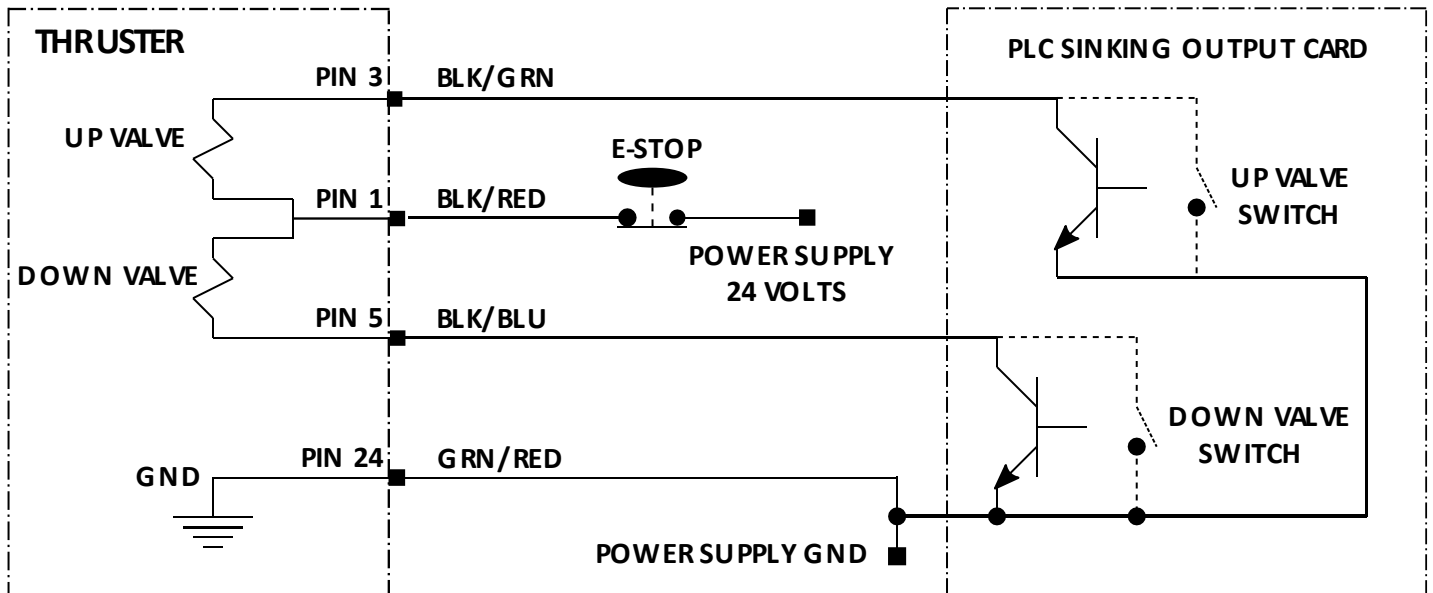 THRUSTER
PLC SINKING OUTPUT CARD
PIN 3
BLK/GRN
UP VALVE
E-STOP
UP VALVE
SWITCH
PIN 1
BLK/RED
POWER SUPPLY
24 VOLTS
DOWN VALVE
PIN 5
BLK/BLU
DOWN VALVE
SWITCH
PIN 24
GRN/RED
GND
POWER SUPPLY GND